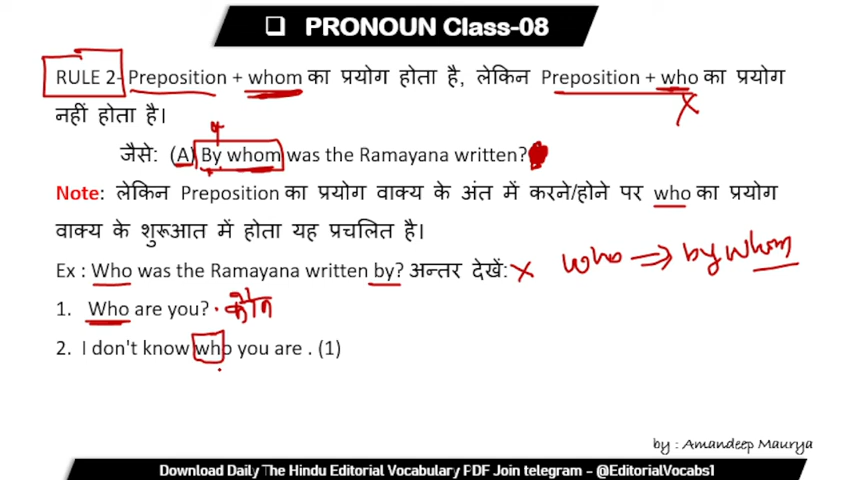 ❑ PRONOUN Class-08
RULE 2- Preposition + whom का प्रयोग होता है, लेकिन Preposition + who का प्रयोग
नहीं होता है।
जैसे: (A) By whom was the Ramayana written?
Note: लेकिन Preposition का प्रयोग वाक्य के अंत में करने/होने पर who का प्रयोग
वाक्य के शुरूआत में होता यह प्रचलित है।
Ex : Who was the Ramayana written by? अन्तर देखें:
who ⇒ by whom
1. Who are you? कौन
2. I don't know who you are . (1)
by : Amandeep Maurya
Download Daily The Hindu Editorial Vocabulary PDF Join telegram - @EditorialVocabs1